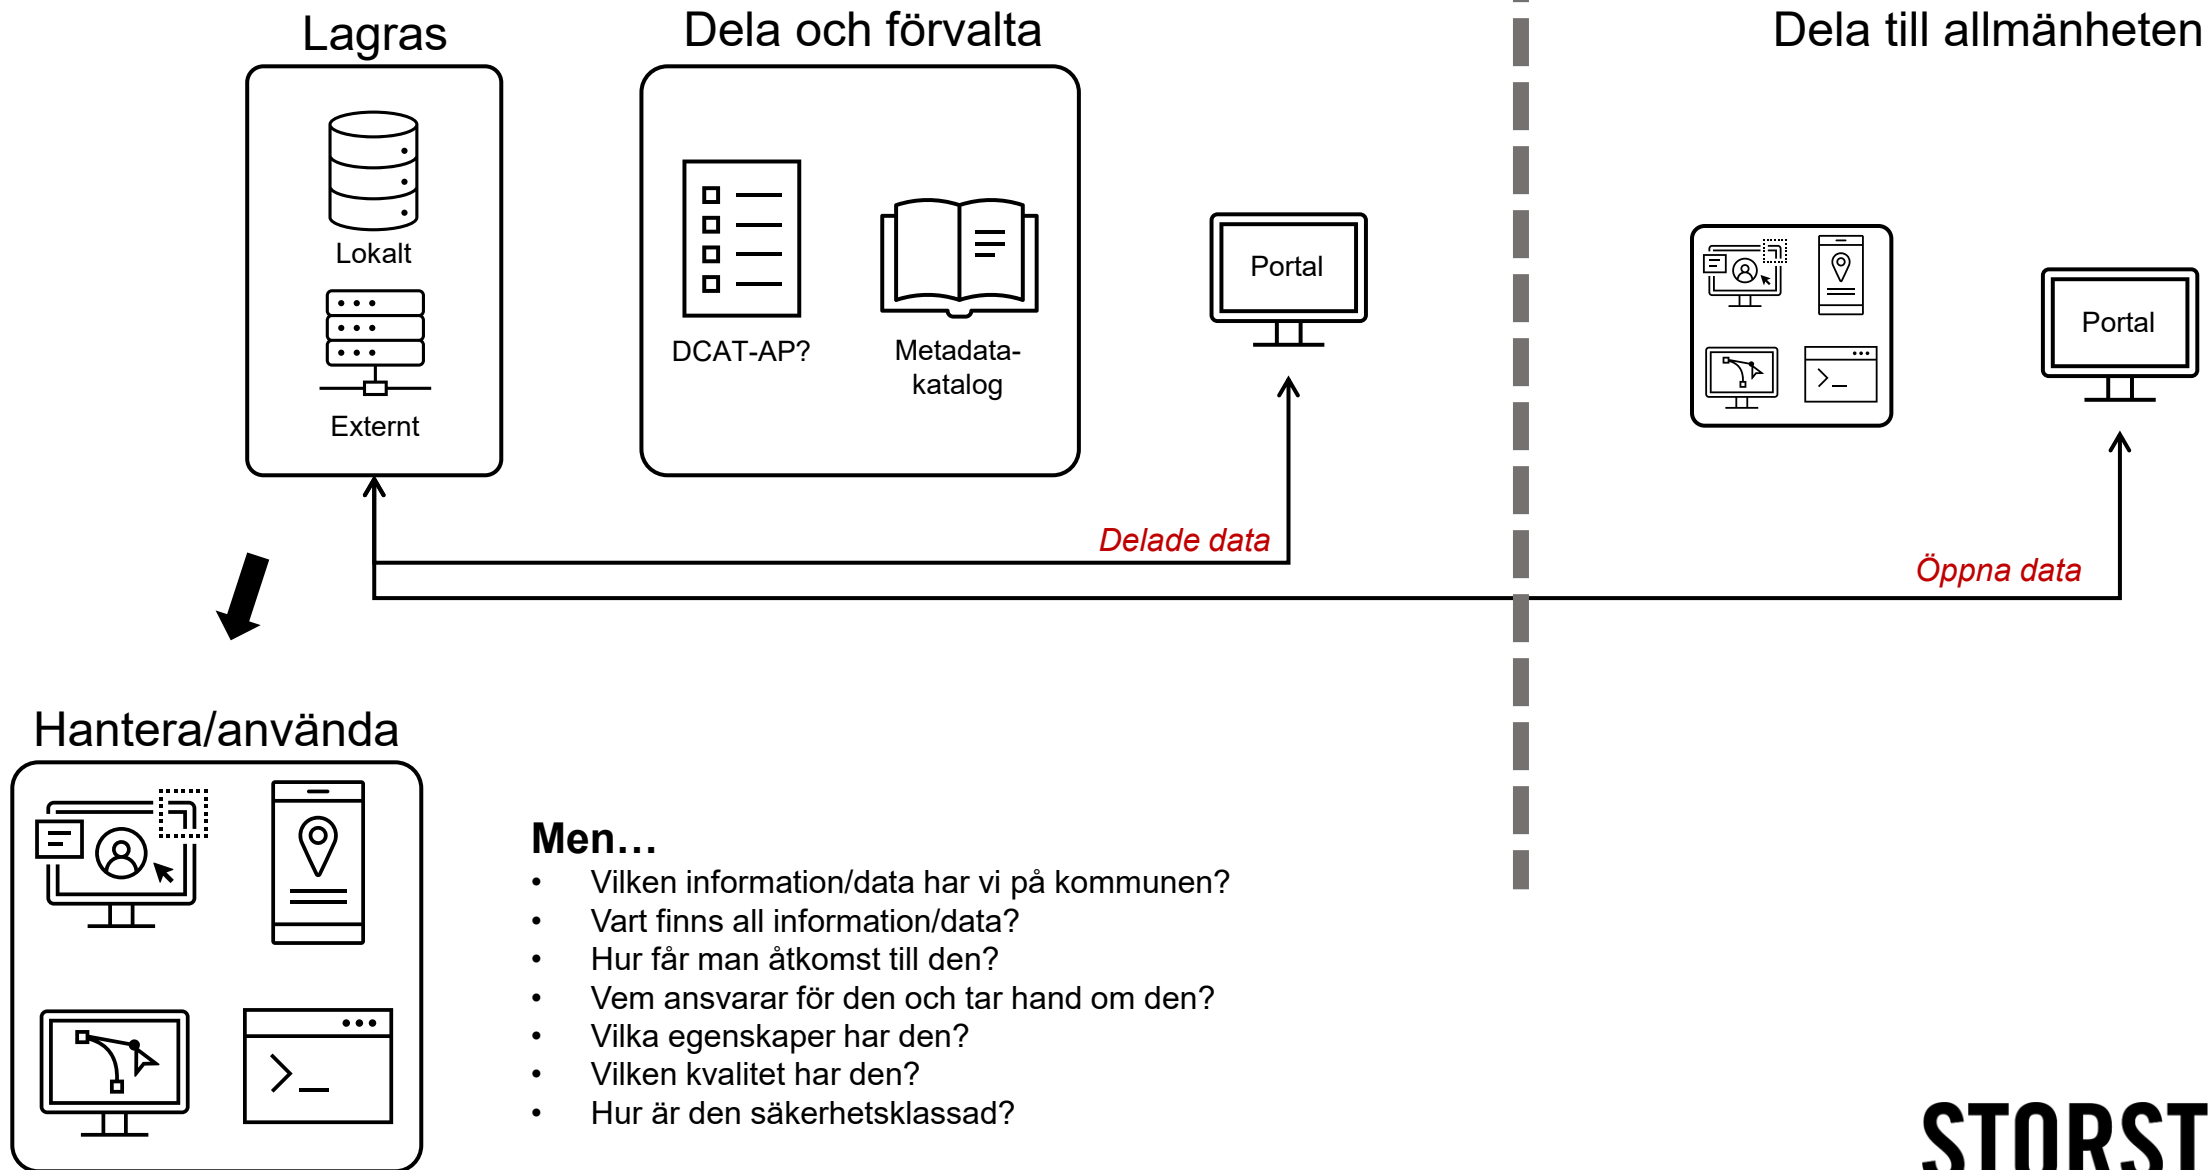 Lagras
Dela och förvalta
Dela till allmänheten
Lokalt
Externt
DCAT-AP?
Metadata-
katalog
Portal
Portal
Delade data
Öppna data
Hantera/använda
Men…
• Vilken information/data har vi på kommunen?
• Vart finns all information/data?
• Hur får man åtkomst till den?
• Vem ansvarar för den och tar hand om den?
• Vilka egenskaper har den?
• Vilken kvalitet har den?
• Hur är den säkerhetsklassad?
STORST